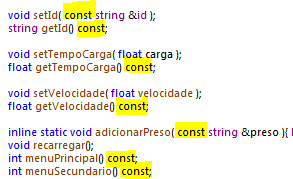 void setId( const string &id );
string getId() const;
void setTempoCarga( float carga );
float getTempoCarga() const;
void setVelocidade( float velocidade );
float getVelocidade() const;
inline static void adicionarPreso( const string &preso ){ l
void recarregar();
int menuPrincipal() const;
int menuSecundario() const;